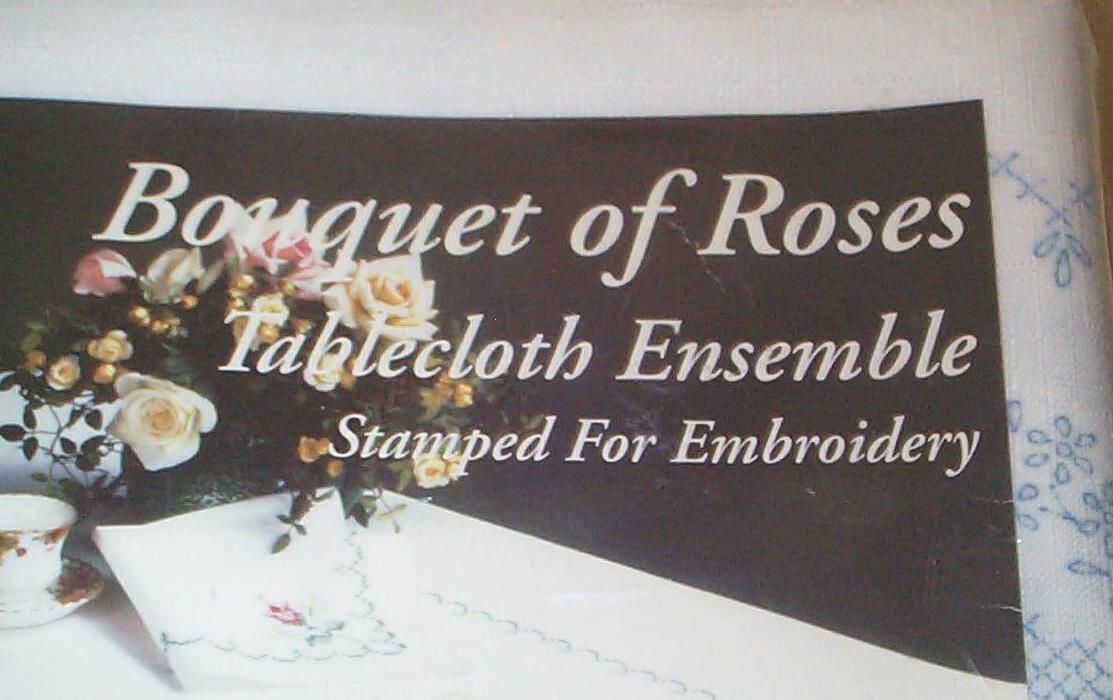 Bouquet of Roses
Tablecloth Ensemble
Stamped For Embroidery